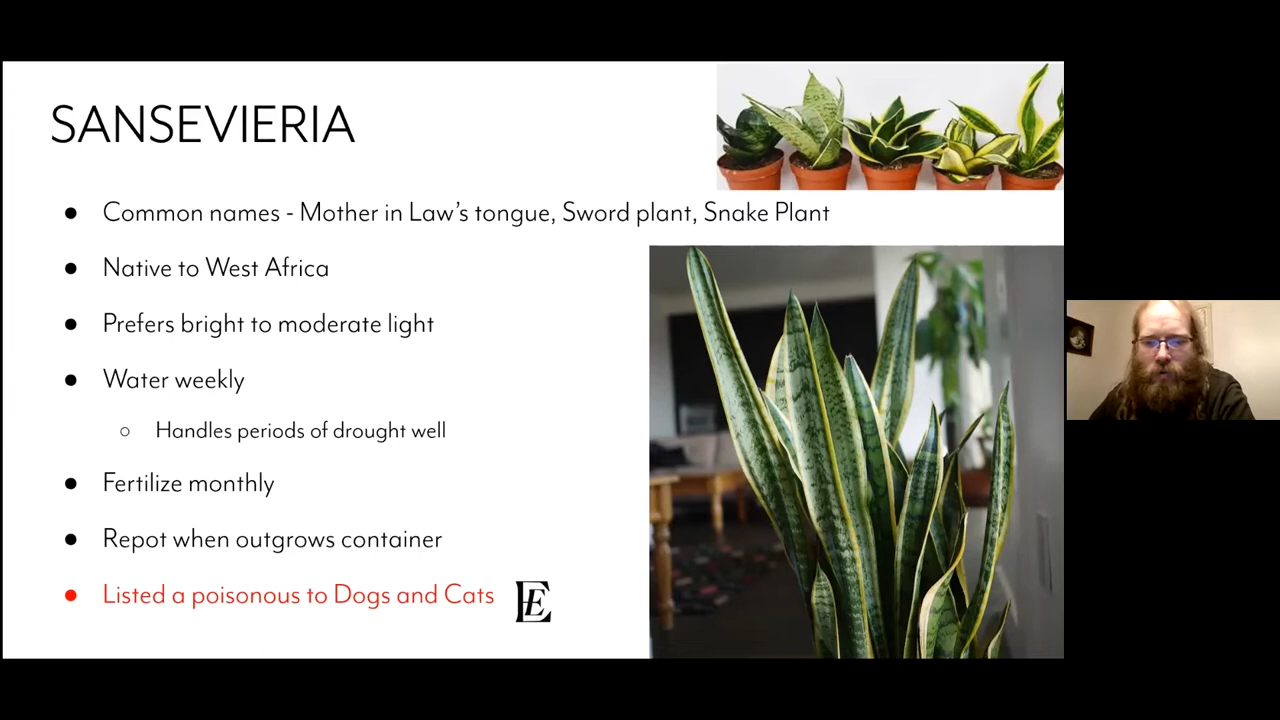 SANSEVIERIA
● Common names - Mother in Law's tongue, Sword plant, Snake Plant
● Native to West Africa
● Prefers bright to moderate light
● Water weekly
○ Handles periods of drought well
● Fertilize monthly
● Repot when outgrows container
● Listed a poisonous to Dogs and Cats